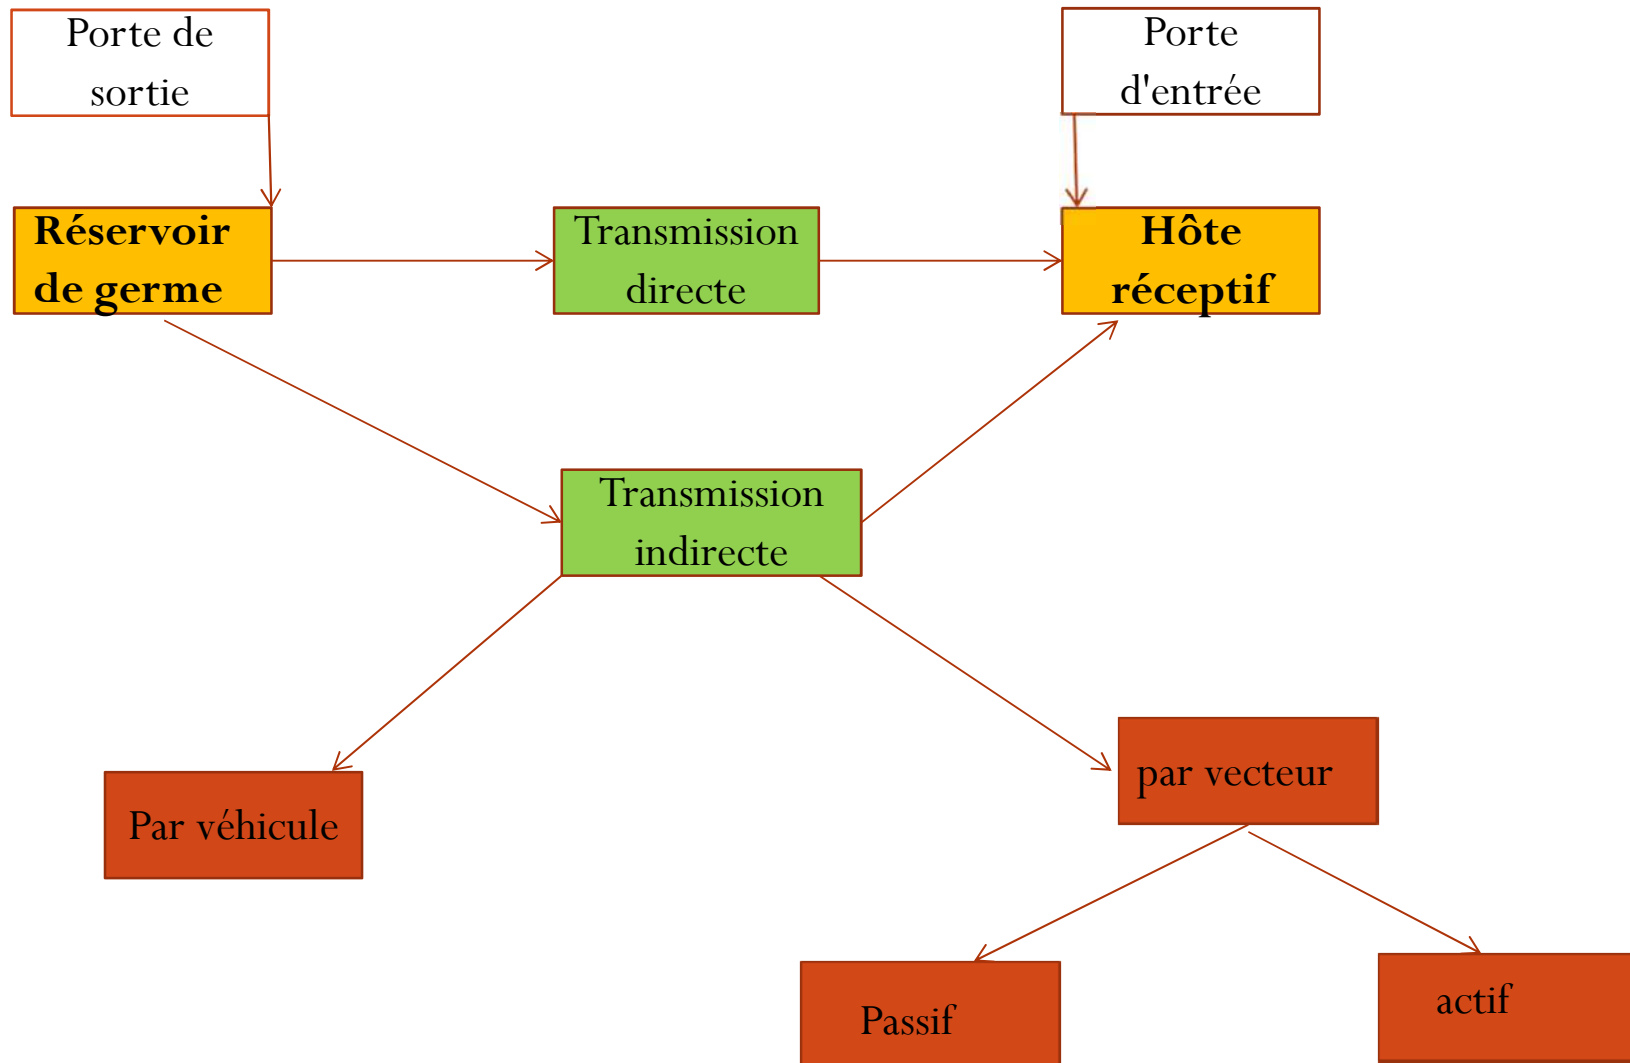 Porte de
sortie
Porte
d'entrée
Réservoir
de germe
Transmission
directe
Hôte
réceptif
Transmission
indirecte
par vecteur
Par véhicule
Passif
actif